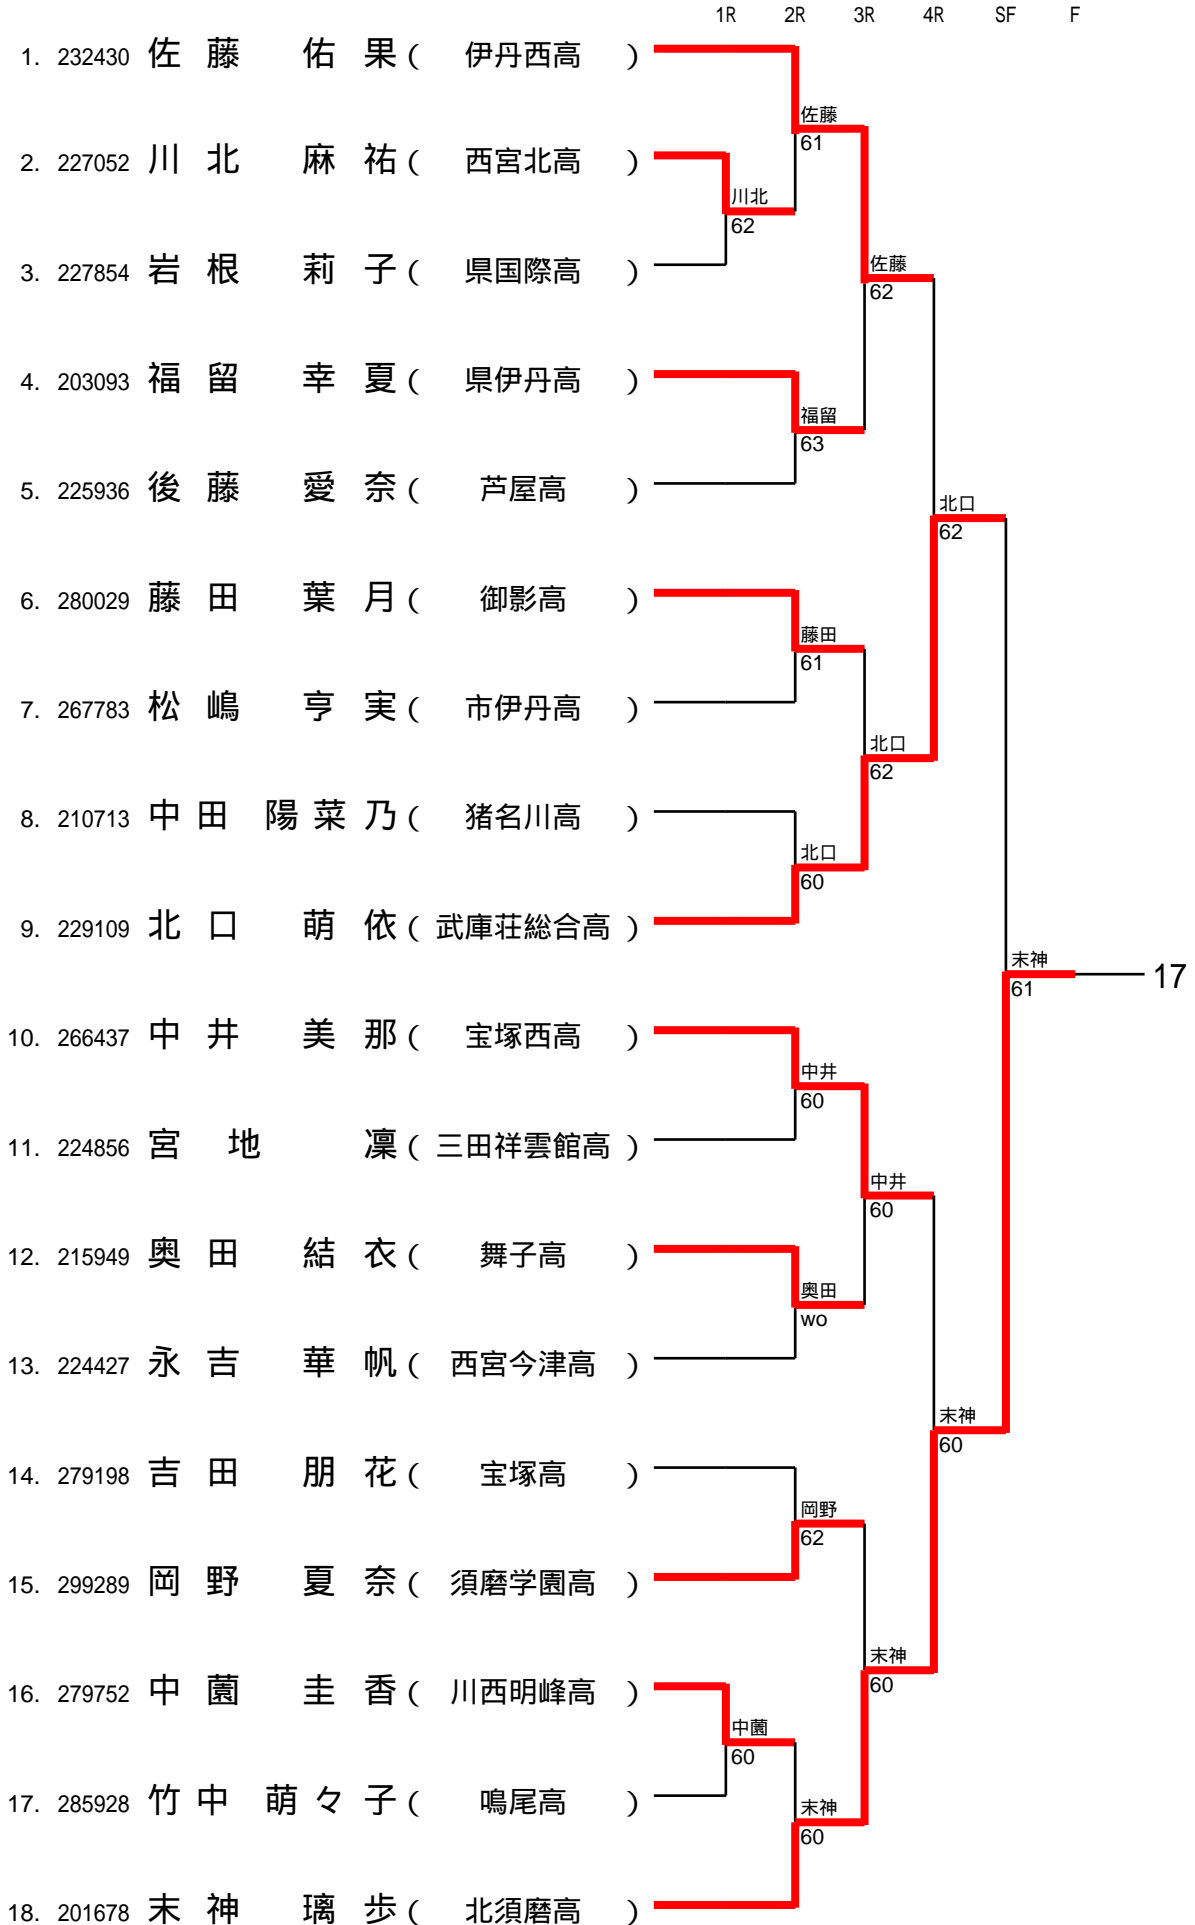 1R 2R 3R 4R SF F
1. 232430 佐藤 佑果 ( 伊丹西高 )
佐藤
61
2. 227052 川北 麻祐 ( 西宮北高 )
川北
62
3. 227854 岩根 莉子 ( 県国際高 )
佐藤
62
4. 203093 福留 幸夏 ( 県伊丹高 )
福留
63
5. 225936 後藤 愛奈 ( 芦屋高 )
北口
62
6. 280029 藤田 葉月 ( 御影高 )
藤田
61
7. 267783 松嶋 亨実 ( 市伊丹高 )
北口
62
8. 210713 中田 陽菜乃 ( 猪名川高 )
北口
60
9. 229109 北口 萌依 ( 武庫荘総合高 )
末神
61
17
10. 266437 中井 美那 ( 宝塚西高 )
中井
60
11. 224856 宮地 凜 ( 三田祥雲館高 )
中井
60
12. 215949 奥田 結衣 ( 舞子高 )
奥田
wo
13. 224427 永吉 華帆 ( 西宮今津高 )
末神
60
14. 279198 吉田 朋花 ( 宝塚高 )
岡野
62
15. 299289 岡野 夏奈 ( 須磨学園高 )
末神
60
16. 279752 中薗 圭香 ( 川西明峰高 )
中薗
60
17. 285928 竹中 萌々子 ( 鳴尾高 )
末神
60
18. 201678 末神 璃歩 ( 北須磨高 )